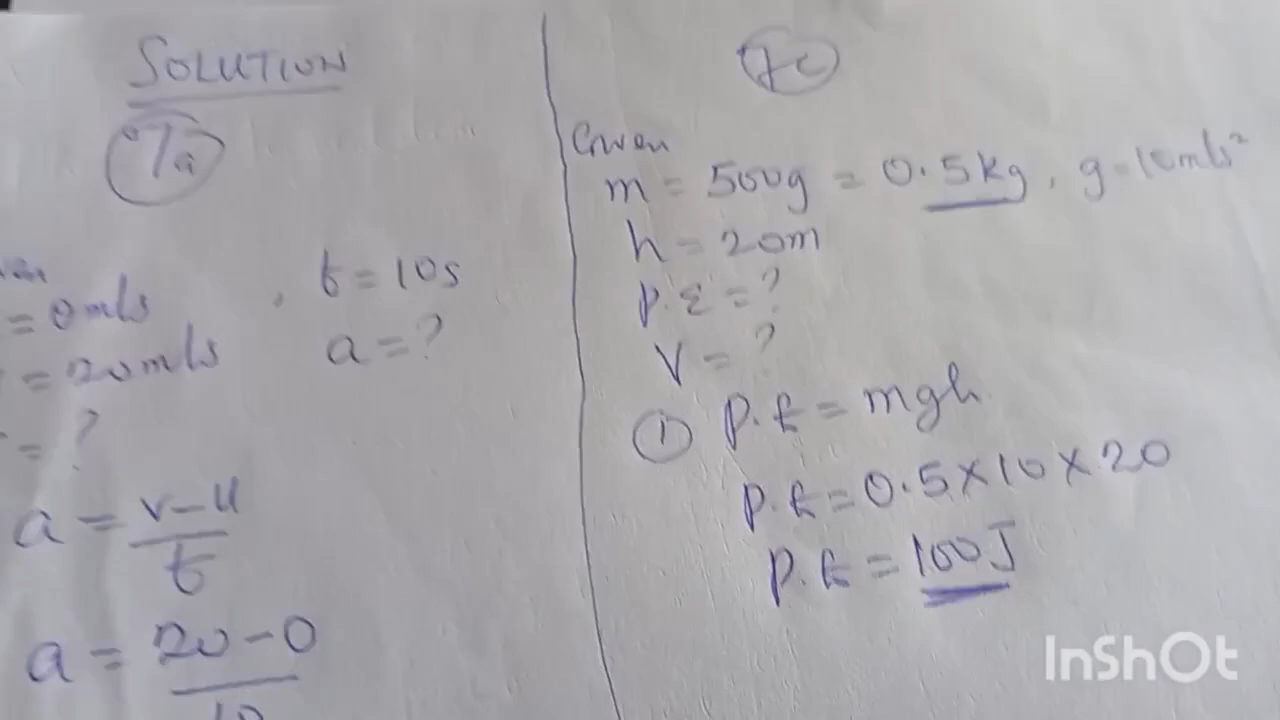 SOLUTION
7a
= 0m/s , t = 10s
= 20m/s a = ?
= ?
a = v-u
t
a = 20-0
10
7c
Given
m = 500g = 0.5kg, g = 10m/s²
h = 20m
P.E = ?
V = ?
① P.E = mgh
P.E = 0.5 × 10 × 20
P.E = 100J
InShOt